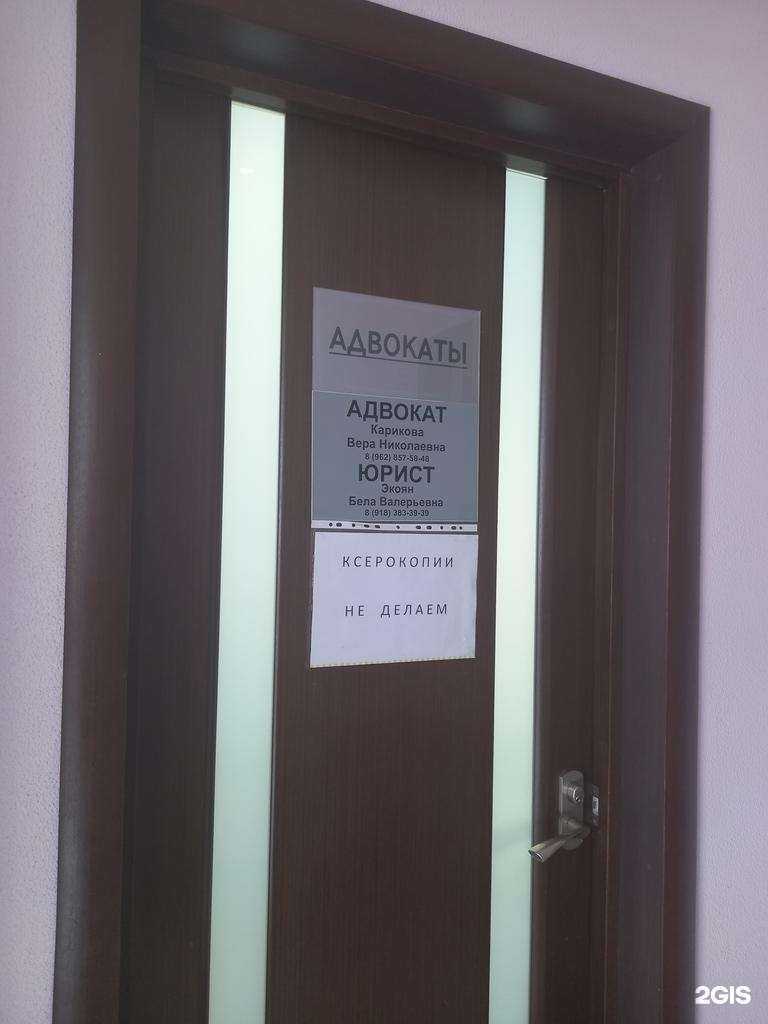 АДВОКАТЫ
АДВОКАТ
Карикова
Вера Николаевна
8 (962) 857-58-48
ЮРИСТ
Экоян
Бела Валерьевна
8 (918) 383-39-39
КСЕРОКОПИИ
НЕ ДЕЛАЕМ
2GIS